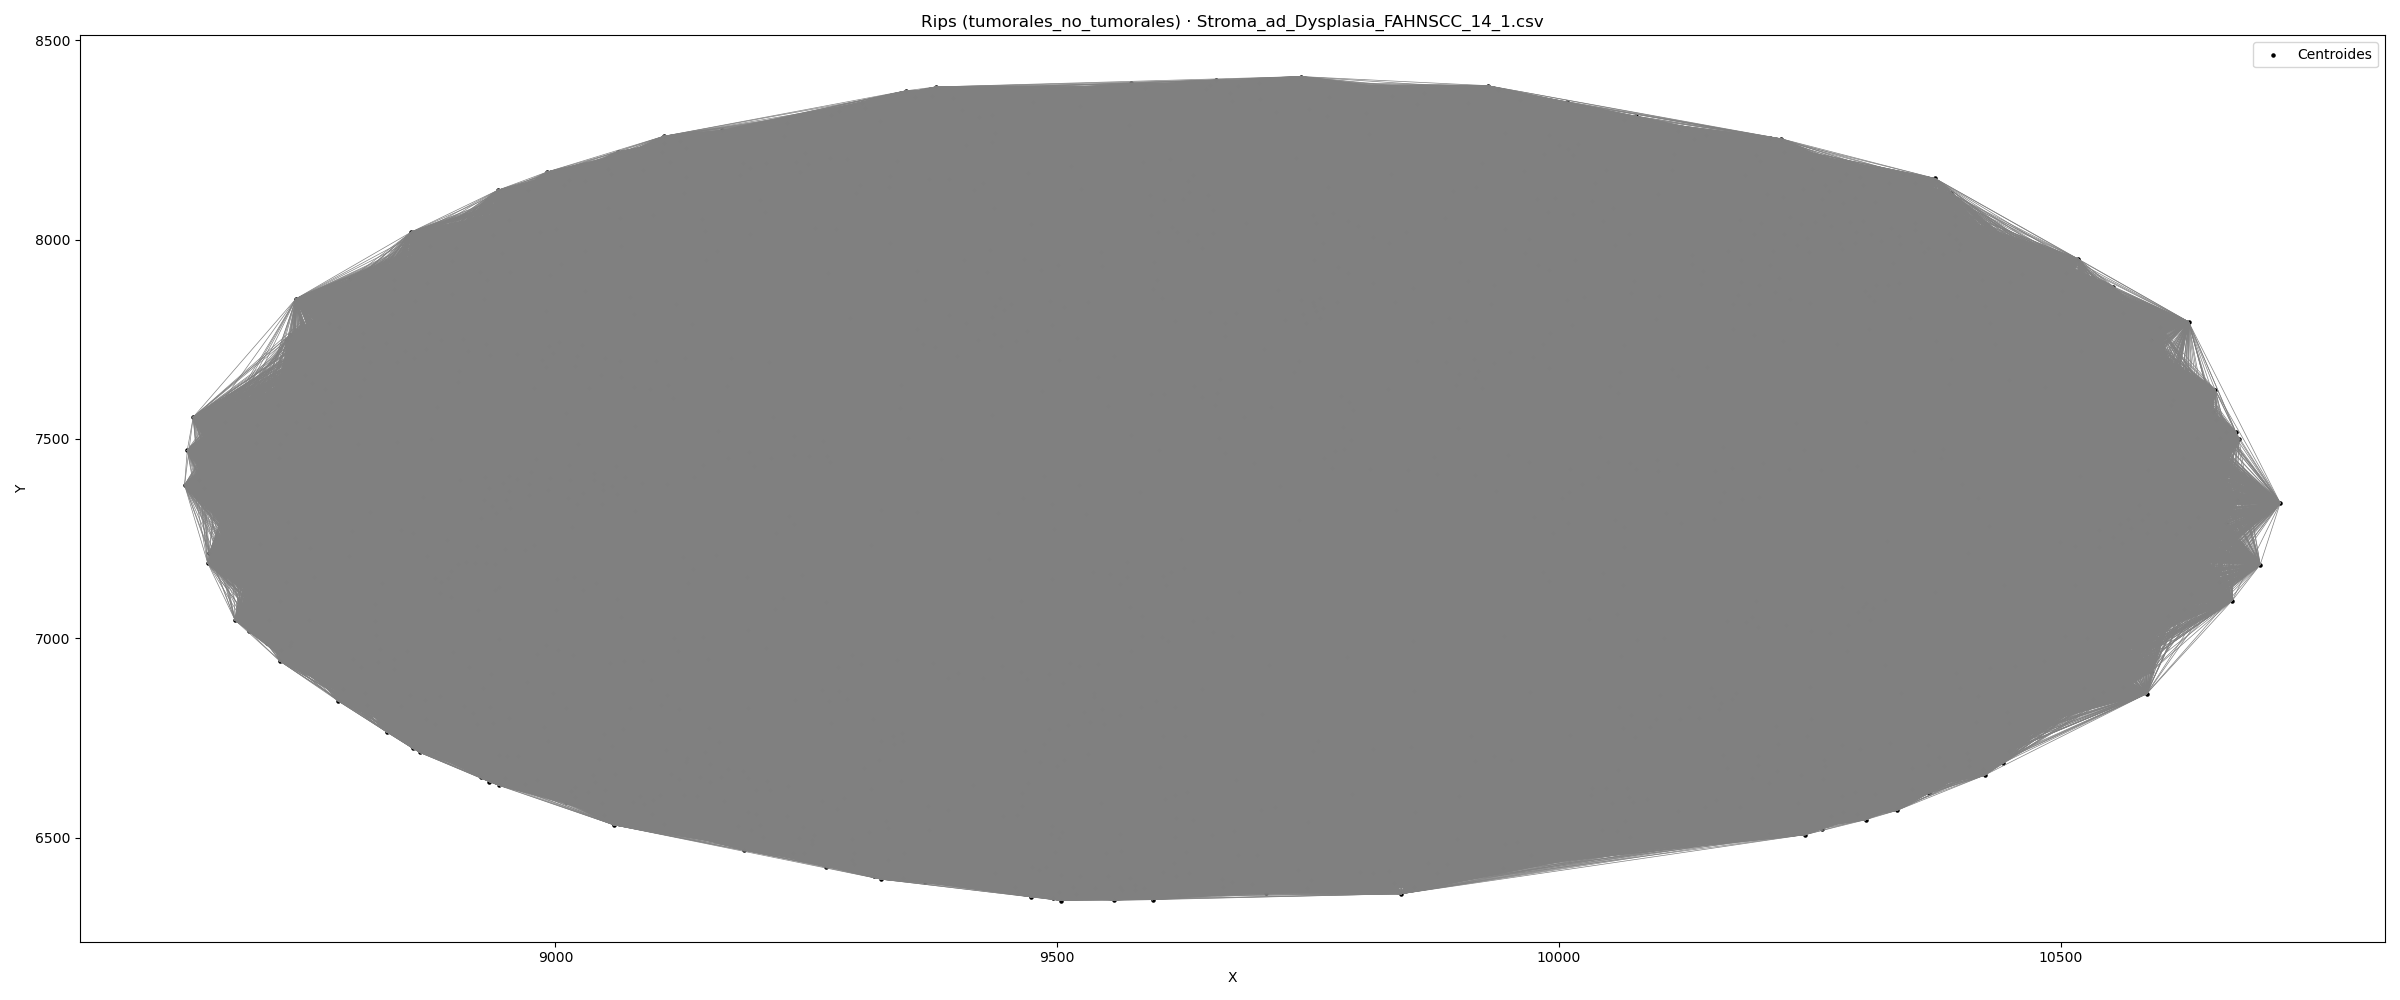 Rips (tumorales_no_tumorales) · Stroma_ad_Dysplasia_FAHNSCC_14_1.csv
Centroides
8500
8000
7500
7000
6500
Y
9000 9500 10000 10500
X